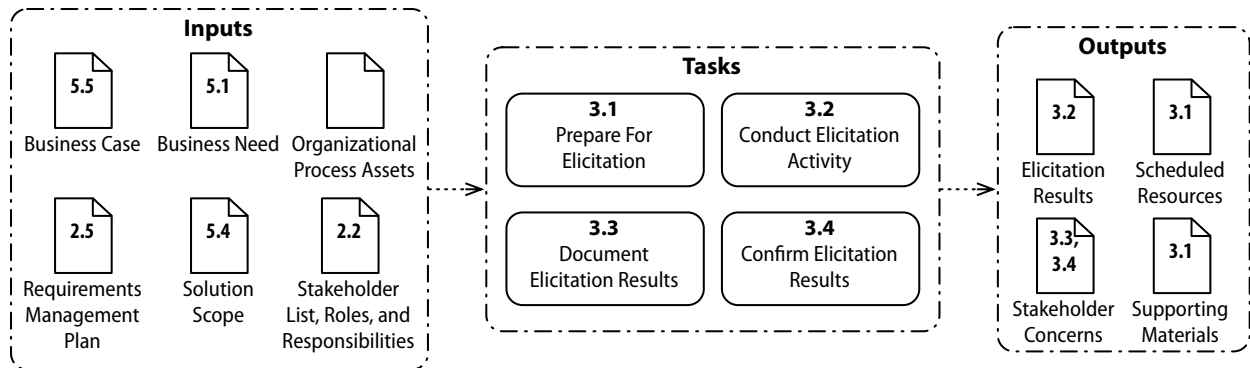 Inputs
5.5
Business Case
5.1
Business Need
Organizational
Process Assets
2.5
Requirements
Management
Plan
5.4
Solution
Scope
2.2
Stakeholder
List, Roles, and
Responsibilities
Tasks
3.1
Prepare For
Elicitation
3.2
Conduct Elicitation
Activity
3.3
Document
Elicitation Results
3.4
Confirm Elicitation
Results
Outputs
3.2
Elicitation
Results
3.1
Scheduled
Resources
3.3,
3.4
Stakeholder
Concerns
3.1
Supporting
Materials